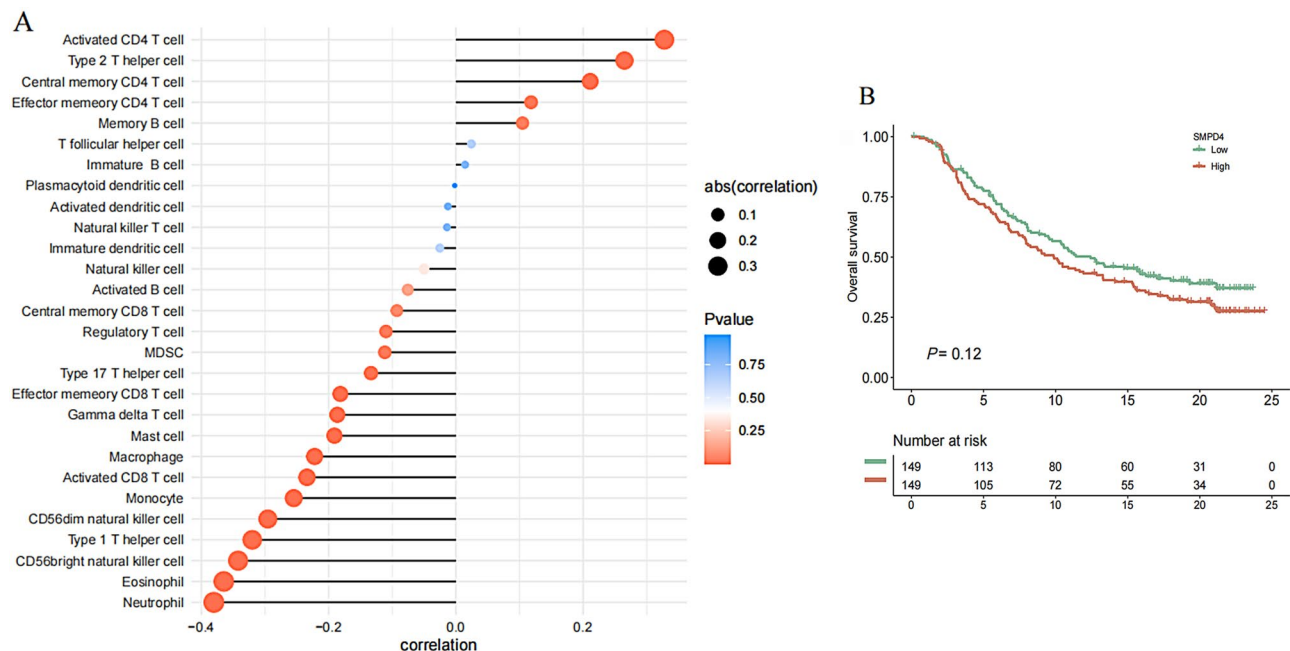 A
Activated CD4 T cell
Type 2 T helper cell
Central memory CD4 T cell
Effector memeory CD4 T cell
Memory B cell
T follicular helper cell
Immature  B cell
Plasmacytoid dendritic cell
Activated dendritic cell
Natural killer T cell
Immature dendritic cell
Natural killer cell
Activated B cell
Central memory CD8 T cell
Regulatory T cell
MDSC
Type 17 T helper cell
Effector memeory CD8 T cell
Gamma delta T cell
Mast cell
Macrophage
Activated CD8 T cell
Monocyte
CD56dim natural killer cell
Type 1 T helper cell
CD56bright natural killer cell
Eosinophil
Neutrophil
−0.4 −0.2 0.0 0.2
correlation
abs(correlation)
0.1
0.2
0.3
Pvalue
0.75
0.50
0.25
B
SMPD4
Low
High
Overall survival
1.00
0.75
0.50
0.25
0.00
P= 0.12
0 5 10 15 20 25
Number at risk
149 113 80 60 31 0
149 105 72 55 34 0
0 5 10 15 20 25